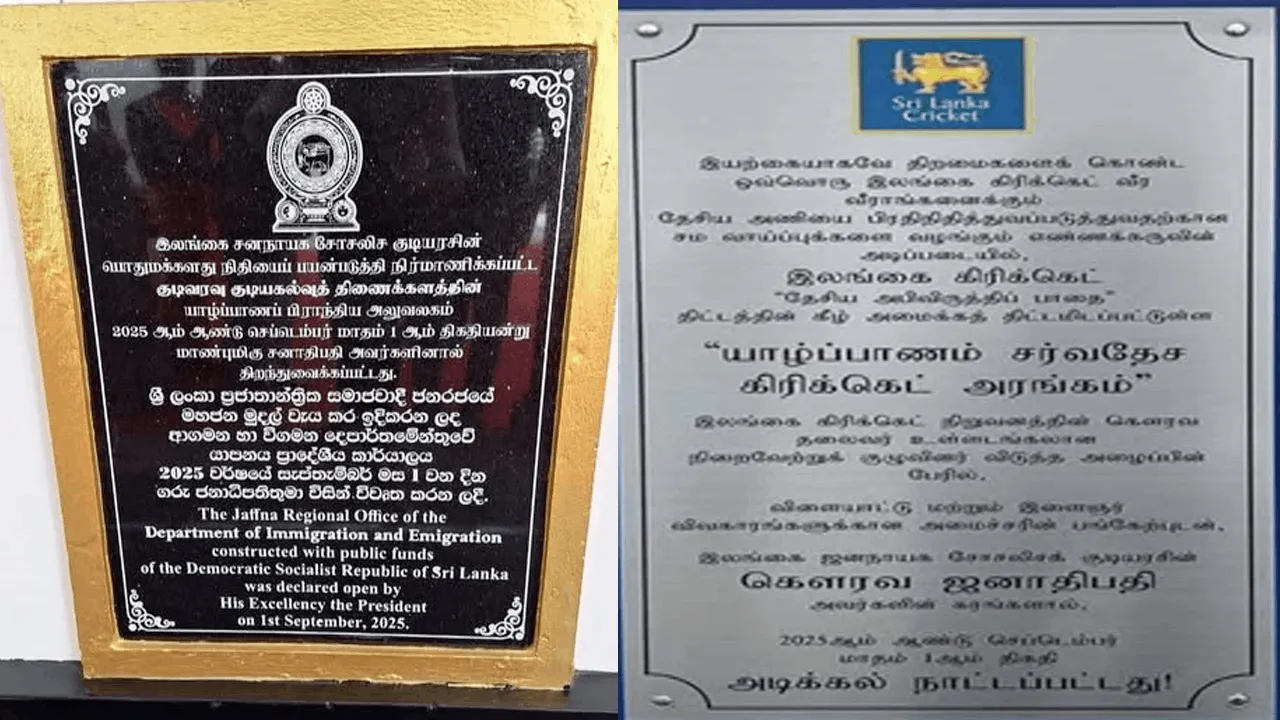 இலங்கை சனநாயக சோசலிச குடியரசின்
பொதுமக்களது நிதியைப் பயன்படுத்தி நிர்மாணிக்கப்பட்ட
குடிவரவு குடியகல்வுத் திணைக்களத்தின்
யாழ்ப்பாணப் பிராந்திய அலுவலகம்
2025 ஆம் ஆண்டு செப்டெம்பர் மாதம் 1 ஆம் திகதியன்று
மாண்புமிகு சனாதிபதி அவர்களினால்
திறந்துவைக்கப்பட்டது.
ශ්‍රී ලංකා ප්‍රජාතාන්ත්‍රික සමාජවාදී ජනරජයේ
මහජන මුදල් වැය කර ඉදිකරන ලද
ආගමන හා විගමන දෙපාර්තමේන්තුවේ
යාපනය ප්‍රාදේශීය කාර්යාලය
2025 වර්ෂයේ සැප්තැම්බර් මස 1 වන දින
ගරු ජනාධිපතිතුමා විසින් විවෘත කරන ලදී.
The Jaffna Regional Office of the
Department of Immigration and Emigration
constructed with public funds
of the Democratic Socialist Republic of Sri Lanka
was declared open by
His Excellency the President
on 1st September, 2025.
Sri Lanka
Cricket
இயற்கையாகவே திறமைகளைக் கொண்ட
ஒவ்வொரு இலங்கை கிரிக்கெட் வீர
வீராங்களைக்கும்
தேசிய அணியை பிரதிநிதித்துவப்படுத்துவதற்கான
சம வாய்ப்புக்களை வழங்கும் எண்ணக்கருவின்
அடிப்படையில்,
இலங்கை கிரிக்கெட்
“தேசிய அபிவிருத்திப் பாதை”
திட்டத்தின் கீழ் அமைக்கத் திட்டமிடப்பட்டுள்ள
“யாழ்ப்பாணம் சர்வதேச
கிரிக்கெட் அரங்கம்”
இலங்கை கிரிக்கெட் நிறுவனத்தின் கௌரவ
தலைவர் உள்ளடங்கலான
நிறைவேற்றுக் குழுவினர் விடுத்த அழைப்பின்
பேரில்,
விளையாட்டு மற்றும் இளைஞர்
விவகாரங்களுக்கான அமைச்சரின் பங்கேற்புடன்,
இலங்கை ஜனநாயக சோசலிசக் குடியரசின்
கௌரவ ஜனாதிபதி
அவர்களின் கரங்களால்,
2025ஆம் ஆண்டு செப்டெம்பர்
மாதம் 1ஆம் திகதி
அடிக்கல் நாட்டப்பட்டது!